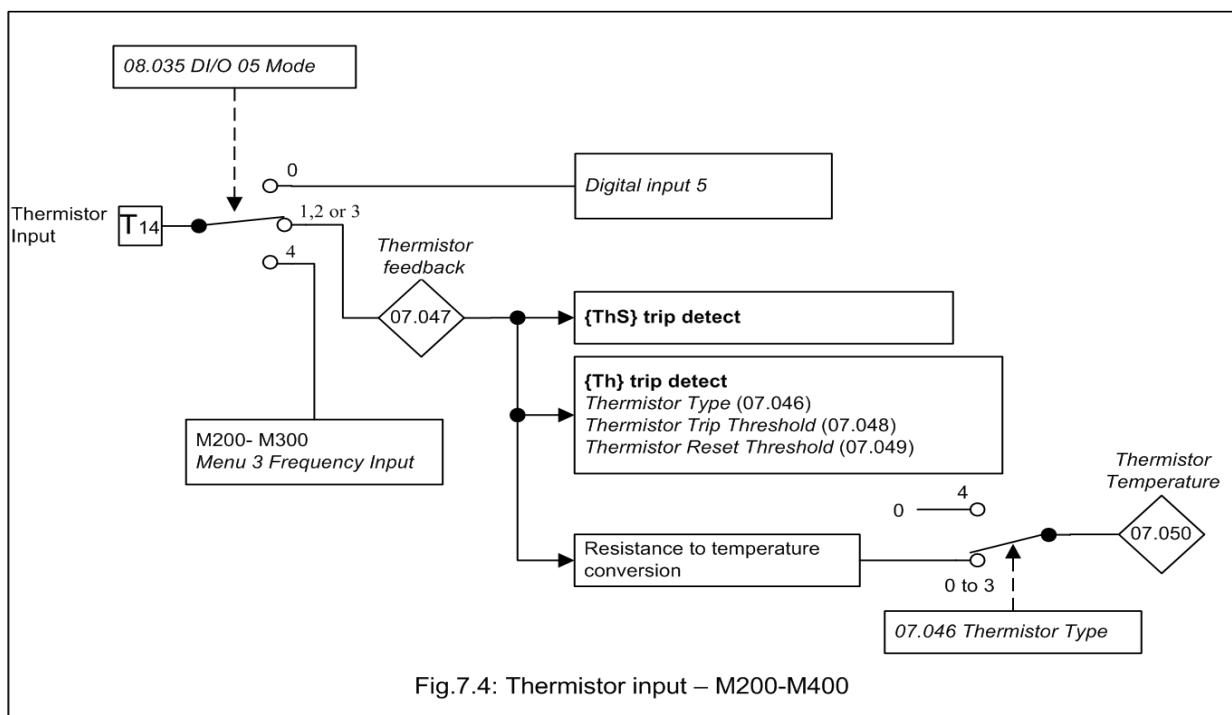 08.035 DI/O 05 Mode
0
Digital input 5
Thermistor
Input
T14
1,2 or 3
4
Thermistor
feedback
07.047
{ThS} trip detect
{Th} trip detect
Thermistor Type (07.046)
Thermistor Trip Threshold (07.048)
Thermistor Reset Threshold (07.049)
M200- M300
Menu 3 Frequency Input
Thermistor
Temperature
4
0
07.050
Resistance to temperature
conversion
0 to 3
07.046 Thermistor Type
Fig.7.4: Thermistor input – M200-M400